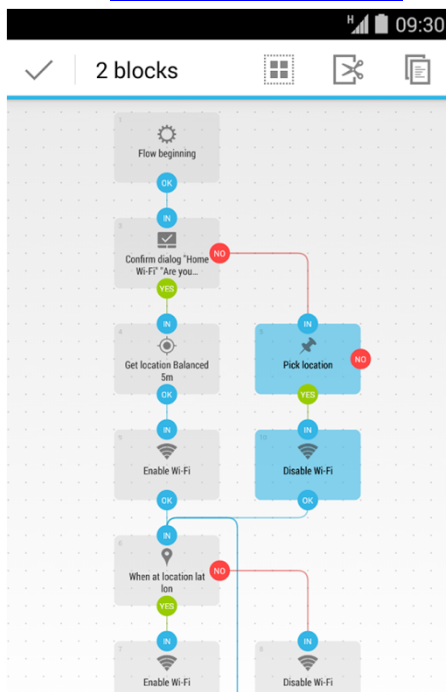 H
09:30
2 blocks
1
Flow beginning
OK
IN
Confirm dialog "Home
Wi-Fi" "Are you...
NO
YES
IN
IN
Get location Balanced
5m
Pick location
NO
OK
YES
IN
IN
Enable Wi-Fi
Disable Wi-Fi
OK
OK
IN
When at location lat
lon
NO
YES
IN
IN
Enable Wi-Fi
Disable Wi-Fi